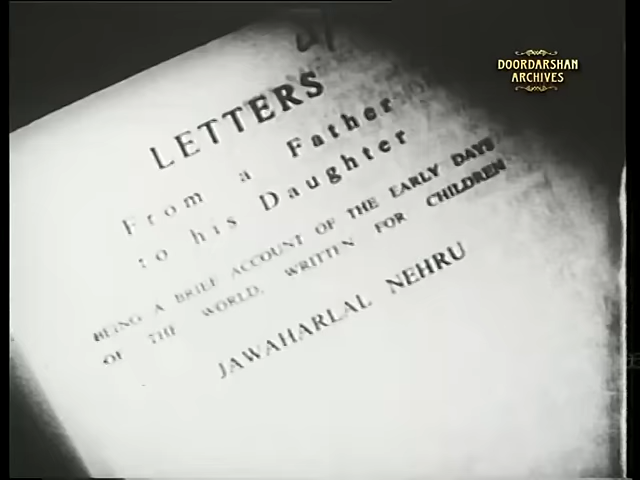 DOORDARSHAN
ARCHIVES
LETTERS
From a Father
to his Daughter
BEING A BRIEF ACCOUNT OF THE EARLY DAYS
OF THE WORLD, WRITTEN FOR CHILDREN
JAWAHARLAL NEHRU